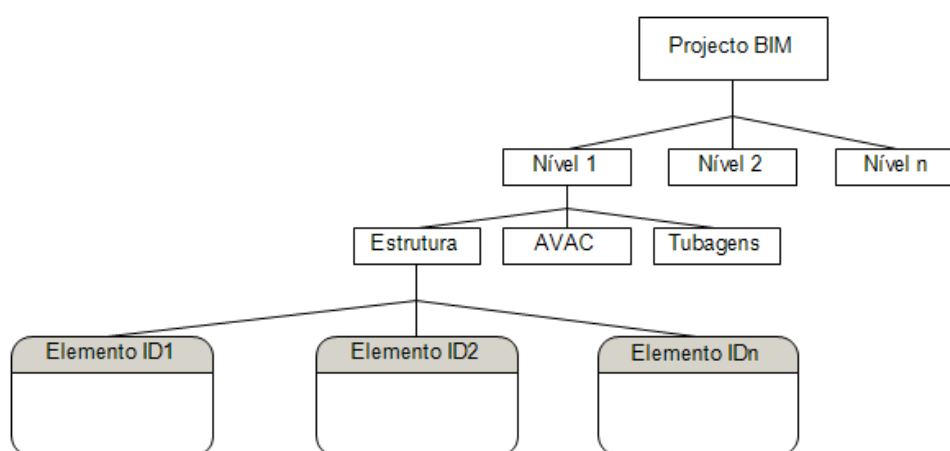 Projecto BIM
Nível 1
Nível 2
Nível n
Estrutura
AVAC
Tubagens
Elemento ID1
Elemento ID2
Elemento IDn